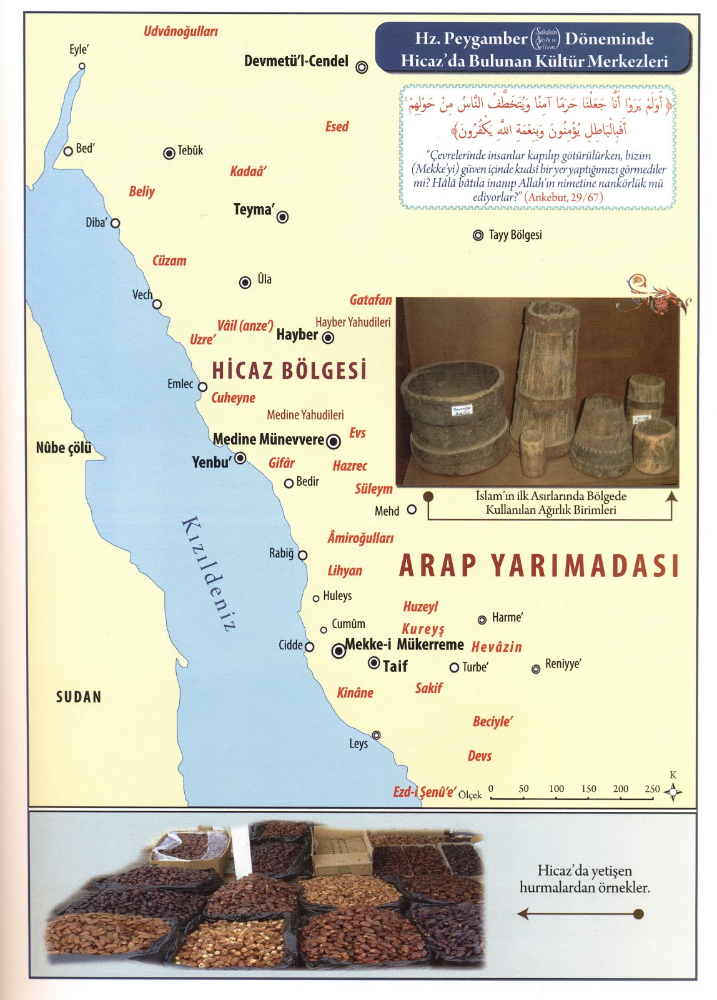 Hz. Peygamber (Sallallahu Aleyhi ve Sellem) Döneminde
Hicaz'da Bulunan Kültür Merkezleri
﴿أَوَلَمْ يَرَوْا أَنَّا جَعَلْنَا حَرَمًا آمِنًا وَيُتَخَطَّفُ النَّاسُ مِنْ حَوْلِهِمْ ۚ
أَفَبِالْبَاطِلِ يُؤْمِنُونَ وَبِنِعْمَةِ اللَّهِ يَكْفُرُونَ﴾
“Çevrelerinde insanlar kapılıp götürülürken, bizim
(Mekke'yi) güven içinde kudsî bir yer yaptığımızı görmediler
mi? Hâlâ bâtıla inanıp Allah'ın nimetine nankörlük mü
ediyorlar?” (Ankebut, 29/67)
Udvânoğulları
Eyle'
Devmetü'l-Cendel
Esed
Bed'
Tebûk
Kadaâ'
Beliy
Teyma'
Diba'
Tayy Bölgesi
Cüzam
Ûla
Vech
Gatafan
Vâil (anze')
Hayber Yahudileri
Uzre'
Hayber
HİCAZ BÖLGESİ
Emlec
Cuheyne
Medine Yahudileri
Evs
Medine Münevvere
Nûbe çölü
Yenbu'
Gifâr
Hazrec
Bedir
Süleym
Mehd
İslam'ın ilk Asırlarında Bölgede
Kullanılan Ağırlık Birimleri
Kızıldeniz
Âmiroğulları
Rabiğ
ARAP YARIMADASI
Lihyan
Huleys
Huzeyl
Harme'
Cumûm
Kureyş
Cidde
Mekke-i Mükerreme
Hevâzin
Taif
Turbe'
Reniyye'
SUDAN
Kinâne
Sakif
Beciyle'
Leys
Devs
Ezd-i Şenû'e'
Ölçek
0 50 100 150 200 250
K
Hicaz'da yetişen
hurmalardan örnekler.